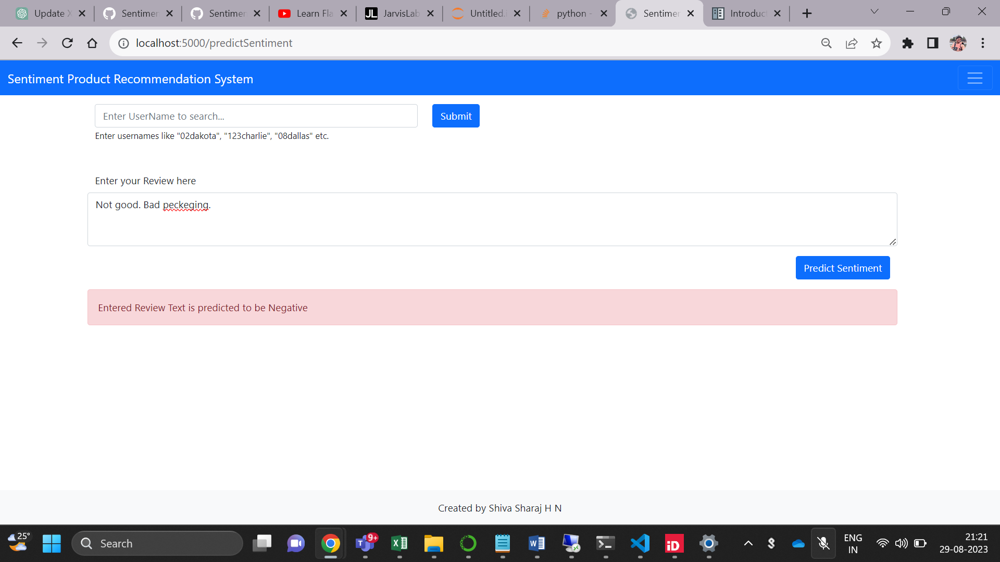 Update X
Sentimen
Sentimen
Learn Fla
JL JarvisLab
Untitled.i
python -
Sentimer
Introduct
localhost:5000/predictSentiment
Sentiment Product Recommendation System
Enter UserName to search...
Submit
Enter usernames like "02dakota", "123charlie", "08dallas" etc.
Enter your Review here
Not good. Bad peckeging.
Predict Sentiment
Entered Review Text is predicted to be Negative
Created by Shiva Sharaj H N
25°
Search
9+
ENG
IN
21:21
29-08-2023